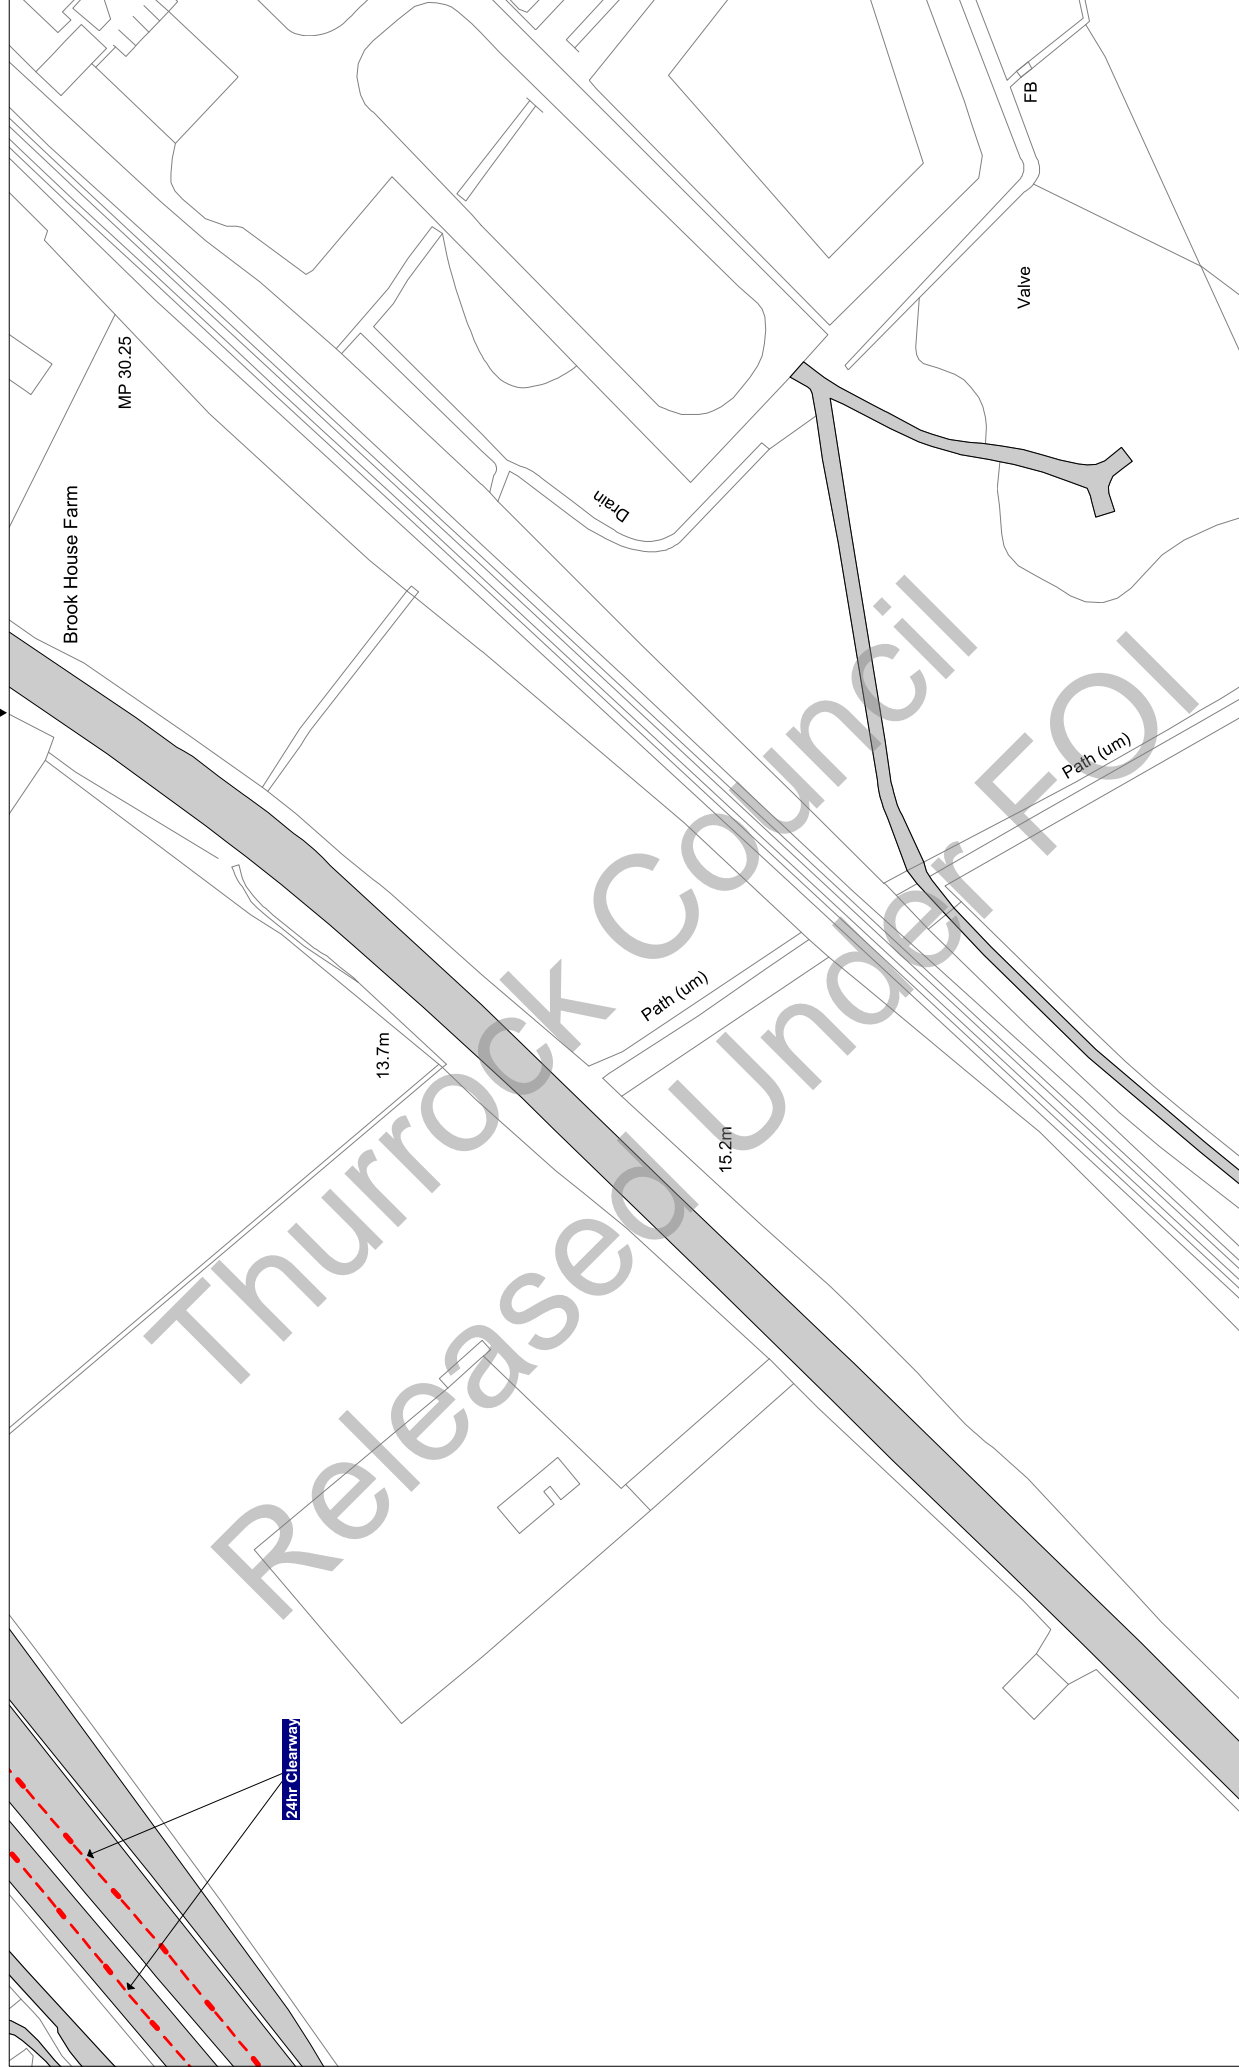 FB
Valve
MP 30.25
Brook House Farm
Drain
Path (um)
Path (um)
13.7m
15.2m
24hr Clearway
Thurrock Council
Released Under FOI